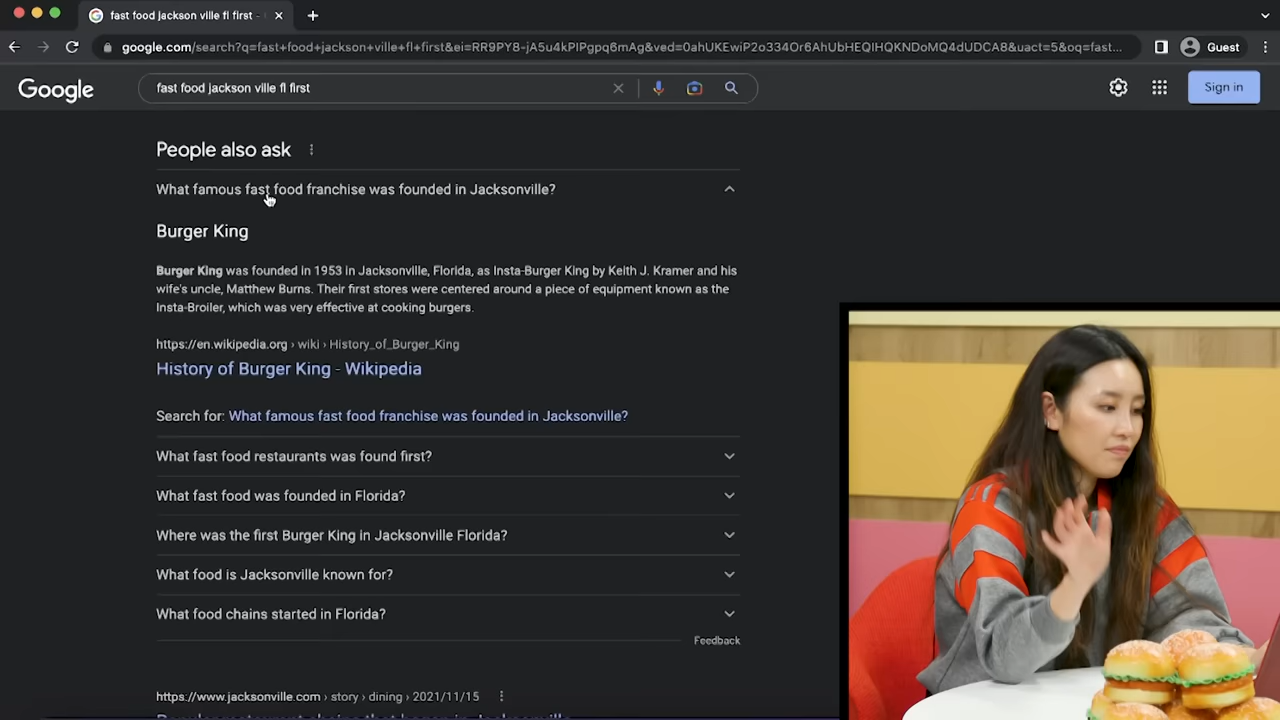 fast food jackson ville fl first -
google.com/search?q=fast+food+jackson+ville+fl+first&ei=RR9PY8-jA5u4kPIPgpq6mAg&ved=0ahUKEwiP2o334Or6AhUbHEQIHQKNDoMQ4dUDCA8&uact=5&oq=fast...
Guest
Google
fast food jackson ville fl first
Sign in
People also ask
What famous fast food franchise was founded in Jacksonville?
Burger King
Burger King was founded in 1953 in Jacksonville, Florida, as Insta-Burger King by Keith J. Kramer and his
wife's uncle, Matthew Burns. Their first stores were centered around a piece of equipment known as the
Insta-Broiler, which was very effective at cooking burgers.
https://en.wikipedia.org › wiki › History_of_Burger_King
History of Burger King - Wikipedia
Search for: What famous fast food franchise was founded in Jacksonville?
What fast food restaurants was found first?
What fast food was founded in Florida?
Where was the first Burger King in Jacksonville Florida?
What food is Jacksonville known for?
What food chains started in Florida?
Feedback
https://www.jacksonville.com › story › dining › 2021/11/15